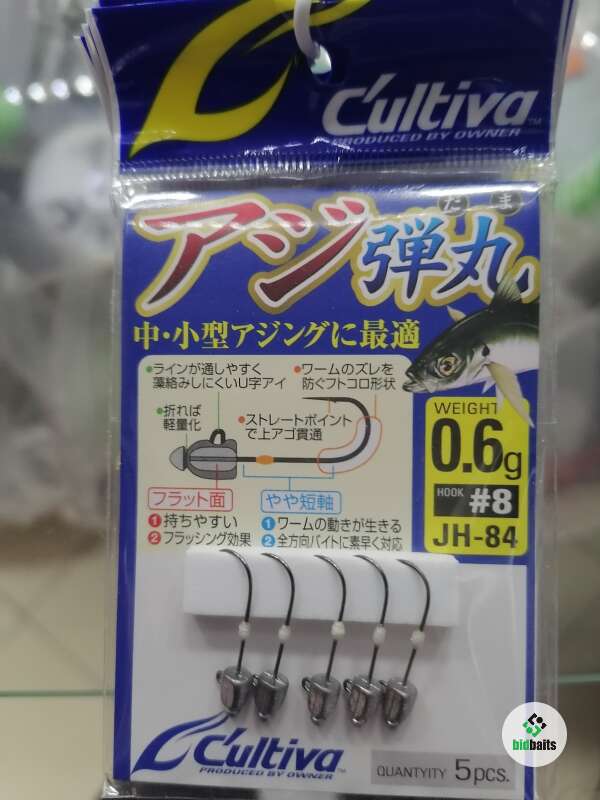 C'ultiva™
PRODUCED BY OWNER
だ ま
アジ弾丸
中・小型アジングに最適
•ラインが通しやすく
藻絡みしにくいU字アイ
•ワームのズレを
防ぐフトコロ形状
•折れば
軽量化
•ストレートポイント
で上アゴ貫通
フラット面
1 持ちやすい
2 フラッシング効果
やや短軸
1 ワームの動きが生きる
2 全方向バイトに素早く対応
WEIGHT
0.6g
HOOK #8
JH-84
C'ultiva
PRODUCED BY OWNER
QUANTYITY 5pcs.
bidbaits